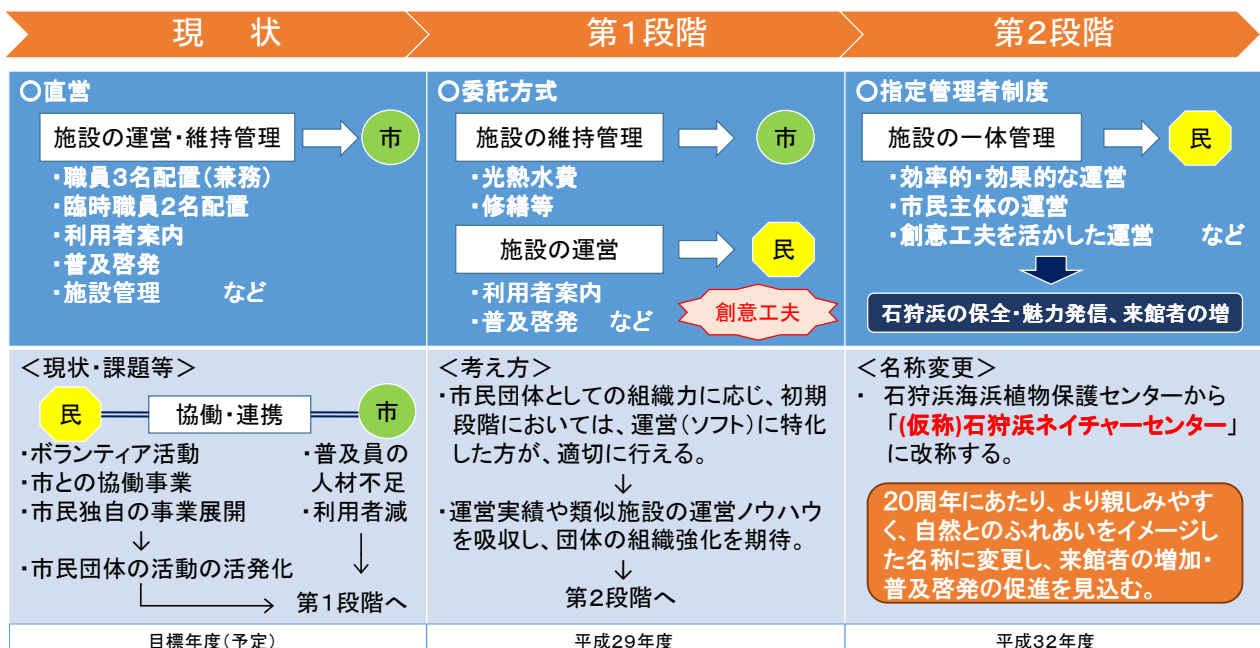 現　状
○直営
施設の運営・維持管理
市
・職員3名配置(兼務)
・臨時職員2名配置
・利用者案内
・普及啓発
・施設管理　　など
＜現状・課題等＞
民
協働・連携
市
・ボランティア活動
・市との協働事業
・市民独自の事業展開
↓
・市民団体の活動の活発化
・普及員の
人材不足
・利用者減
↓
第1段階へ
目標年度(予定)
第1段階
○委託方式
施設の維持管理
市
・光熱水費
・修繕等
施設の運営
民
・利用者案内
・普及啓発　など
創意工夫
＜考え方＞
・市民団体としての組織力に応じ、初期
段階においては、運営(ソフト)に特化
した方が、適切に行える。
↓
・運営実績や類似施設の運営ノウハウ
を吸収し、団体の組織強化を期待。
↓
第2段階へ
平成29年度
第2段階
○指定管理者制度
施設の一体管理
民
・効率的・効果的な運営
・市民主体の運営
・創意工夫を活かした運営　　など
石狩浜の保全・魅力発信、来館者の増
＜名称変更＞
・ 石狩浜海浜植物保護センターから
「(仮称)石狩浜ネイチャーセンター」
に改称する。
20周年にあたり、より親しみやす
く、自然とのふれあいをイメージし
た名称に変更し、来館者の増加・
普及啓発の促進を見込む。
平成32年度